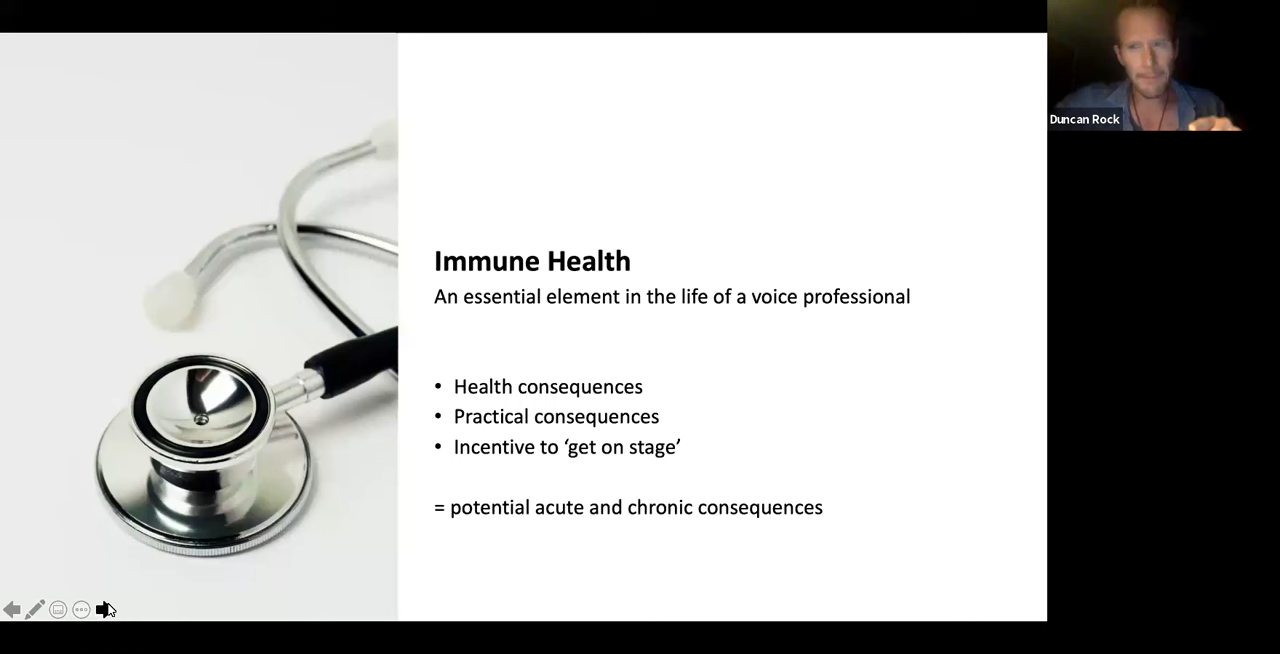 Immune Health
An essential element in the life of a voice professional
• Health consequences
• Practical consequences
• Incentive to ‘get on stage’
= potential acute and chronic consequences
Duncan Rock